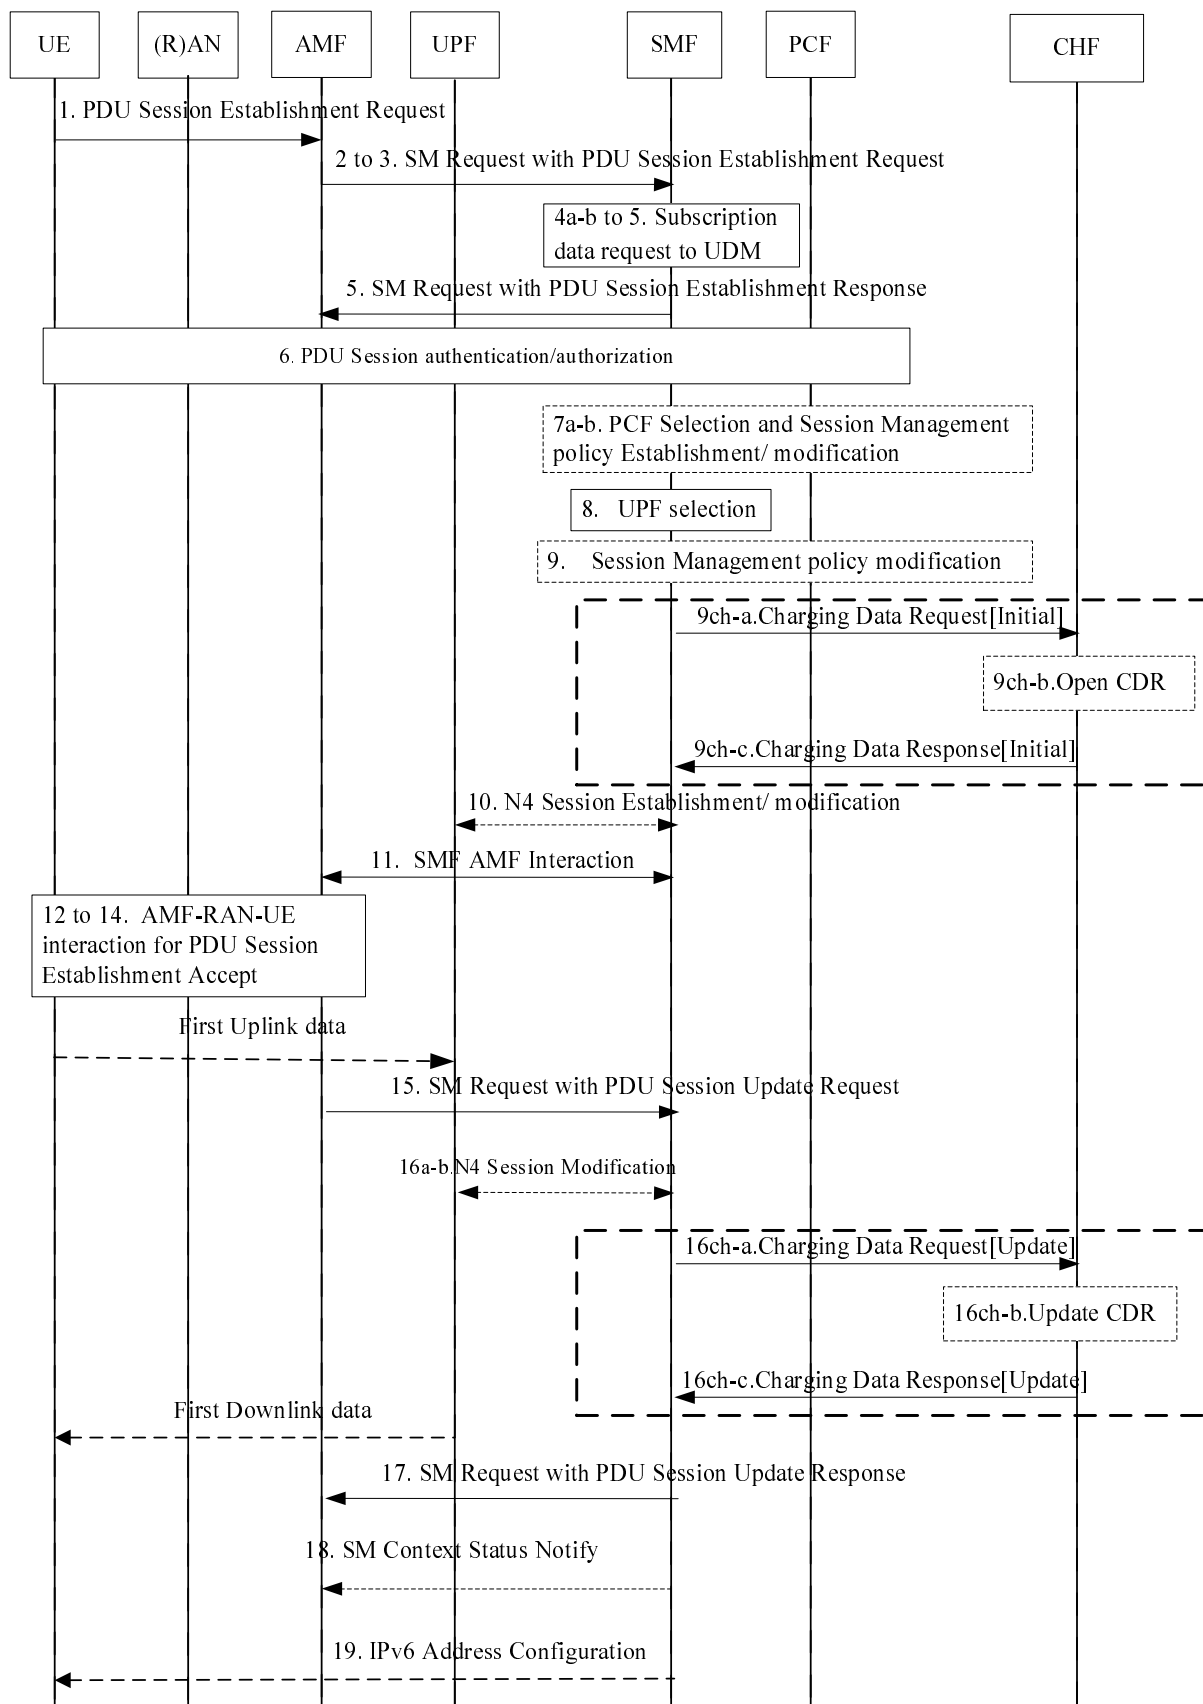 UE (R)AN AMF UPF SMF PCF CHF
1. PDU Session Establishment Request
2 to 3. SM Request with PDU Session Establishment Request
4a-b to 5. Subscription
data request to UDM
5. SM Request with PDU Session Establishment Response
6. PDU Session authentication/authorization
7a-b. PCF Selection and Session Management
policy Establishment/ modification
8. UPF selection
9. Session Management policy modification
9ch-a.Charging Data Request[Initial]
9ch-b.Open CDR
9ch-c.Charging Data Response[Initial]
10. N4 Session Establishment/ modification
11. SMF AMF Interaction
12 to 14. AMF-RAN-UE
interaction for PDU Session
Establishment Accept
First Uplink data
15. SM Request with PDU Session Update Request
16a-b.N4 Session Modification
16ch-a.Charging Data Request[Update]
16ch-b.Update CDR
16ch-c.Charging Data Response[Update]
First Downlink data
17. SM Request with PDU Session Update Response
18. SM Context Status Notify
19. IPv6 Address Configuration